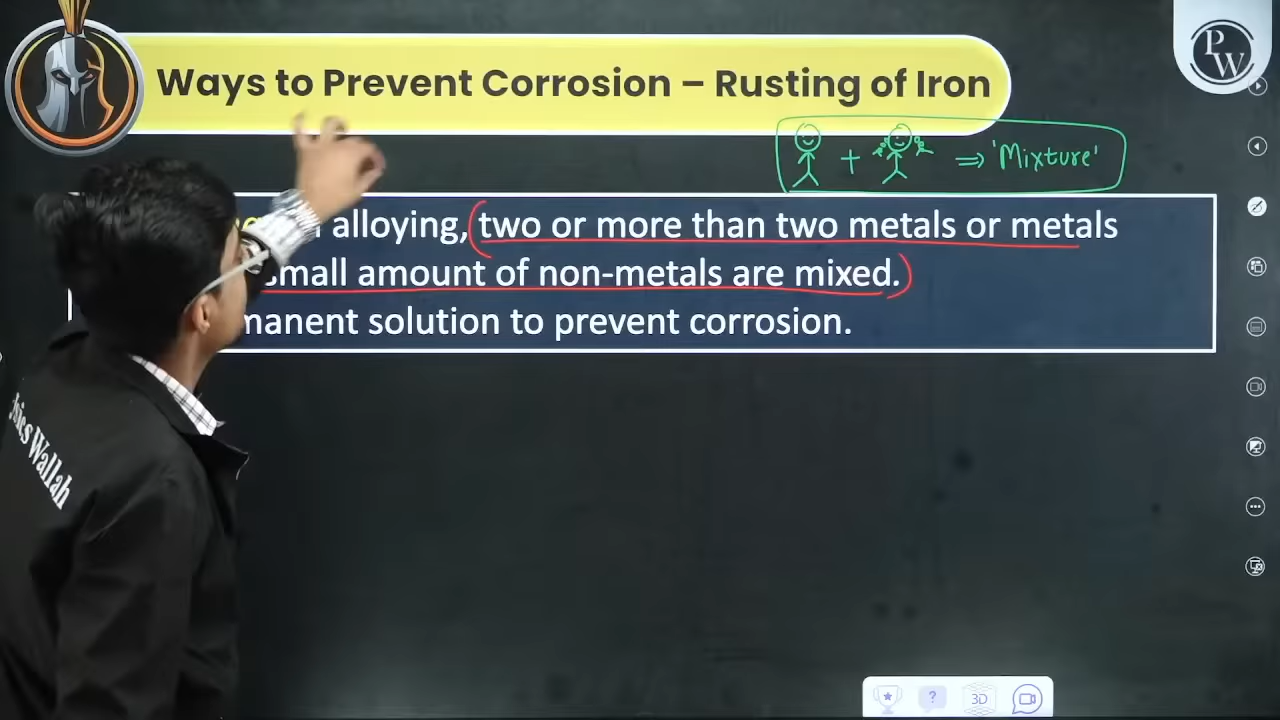 Ways to Prevent Corrosion – Rusting of Iron
PW
+ ⇒ 'Mixture'
alloying, two or more than two metals or metals
small amount of non-metals are mixed.
solution to prevent corrosion.
Wallah
?
3D